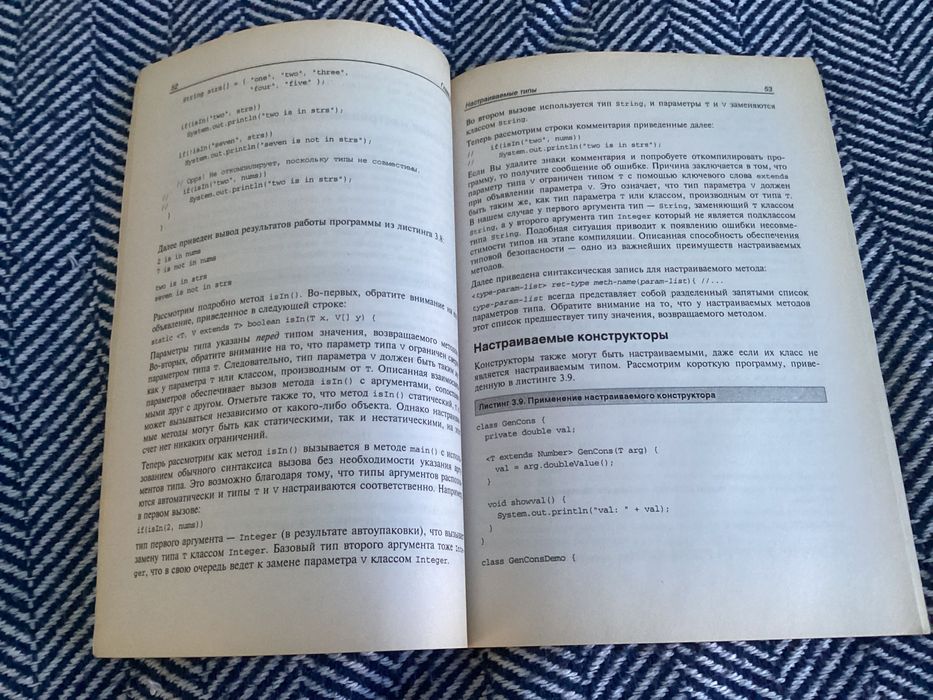 52
String strs[] = { "one", "two", "three",
"four", "five" };
if(isIn("two", strs))
System.out.println("two is in strs");
if(!isIn("seven", strs))
System.out.println("seven is not in strs");
// Оррs! Не откомпилирует, поскольку типы не совместимы.
// if(isIn("two", nums))
// System.out.println("two is in strs");
}
}
Далее приведен вывод результатов работы программы из листинга 3.8:
2 is in nums
7 is not in nums
two is in strs
seven is not in strs
Рассмотрим подробно метод isIn(). Во-первых, обратите внимание на
объявление, приведенное в следующей строке:
static <T, V extends T> boolean isIn(T x, V[] y) {
Параметры типа указаны перед типом значения, возвращаемого
Во-вторых, обратите внимание на то, что параметр типа V ограничен
параметром типа T. Следовательно, тип параметра V должен быть таким
как у параметра T или классом, производным от T. Описанная
параметров обеспечивает вызов метода isIn() с аргументами,
мыми друг с другом. Отметьте также то, что метод isIn() статический,
может вызываться независимо от какого-либо объекта. Однако
мые методы могут быть как статическими, так и нестатическими, на
счет нет никаких ограничений.
Теперь рассмотрим как метод isIn() вызывается в методе main() с
зованием обычного синтаксиса вызова без необходимости указания
ментов типа. Это возможно благодаря тому, что типы аргументов
ются автоматически и типы T и V настраиваются соответственно. Например
в первом вызове:
if(isIn(2, nums))
тип первого аргумента — Integer (в результате автоупаковки), что
замену типа T классом Integer. Базовый тип второго аргумента тоже
ger, что в свою очередь ведет к замене параметра V классом Integer.
Настраиваемые типы 53
Во втором вызове используется тип String, и параметры T и V заменяются
классом String.
Теперь рассмотрим строки комментария приведенные далее:
// if(isIn("two", nums))
// System.out.println("two is in strs");
Если Вы удалите знаки комментария и попробуете откомпилировать про-
грамму, то получите сообщение об ошибке. Причина заключается в том, что
параметр типа V ограничен типом T с помощью ключевого слова extends
при объявлении параметра V. Это означает, что тип параметра V должен
быть таким же, как тип параметра T или классом, производным от типа T.
В нашем случае у первого аргумента тип — String, заменяющий T классом
String, а у второго аргумента тип Integer который не является подклассом
типа String. Подобная ситуация приводит к появлению ошибки несовме-
стимости типов на этапе компиляции. Описанная способность обеспечения
типовой безопасности — одно из важнейших преимуществ настраиваемых
методов.
Далее приведена синтаксическая запись для настраиваемого метода:
<type-param-list> ret-type meth-name(param-list){ //...
type-param-list всегда представляет собой разделенный запятыми список
параметров типа. Обратите внимание на то, что у настраиваемых методов
этот список предшествует типу значения, возвращаемого методом.
Настраиваемые конструкторы
Конструкторы также могут быть настраиваемыми, даже если их класс не
является настраиваемым типом. Рассмотрим короткую программу, приве-
денную в листинге 3.9.
Листинг 3.9. Применение настраиваемого конструктора
class GenCons {
private double val;
<T extends Number> GenCons(T arg) {
val = arg.doubleValue();
}
void showval() {
System.out.println("val: " + val);
}
}
class GenConsDemo {